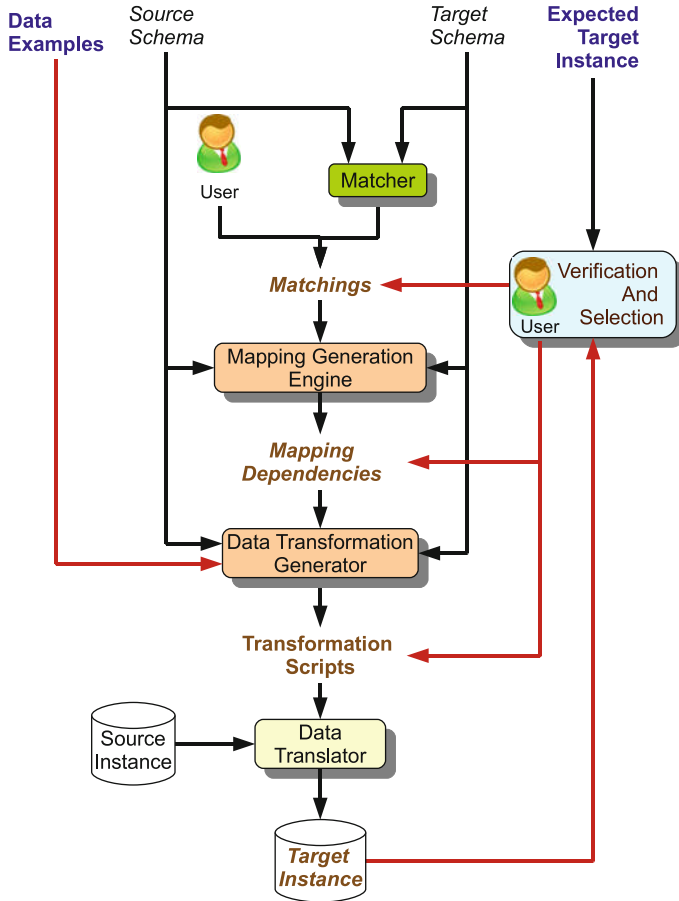 Data
Examples
Source
Schema
Target
Schema
Expected
Target
Instance
User
Matcher
Matchings
Verification
And
Selection
User
Mapping Generation
Engine
Mapping
Dependencies
Data Transformation
Generator
Transformation
Scripts
Source
Instance
Data
Translator
Target
Instance